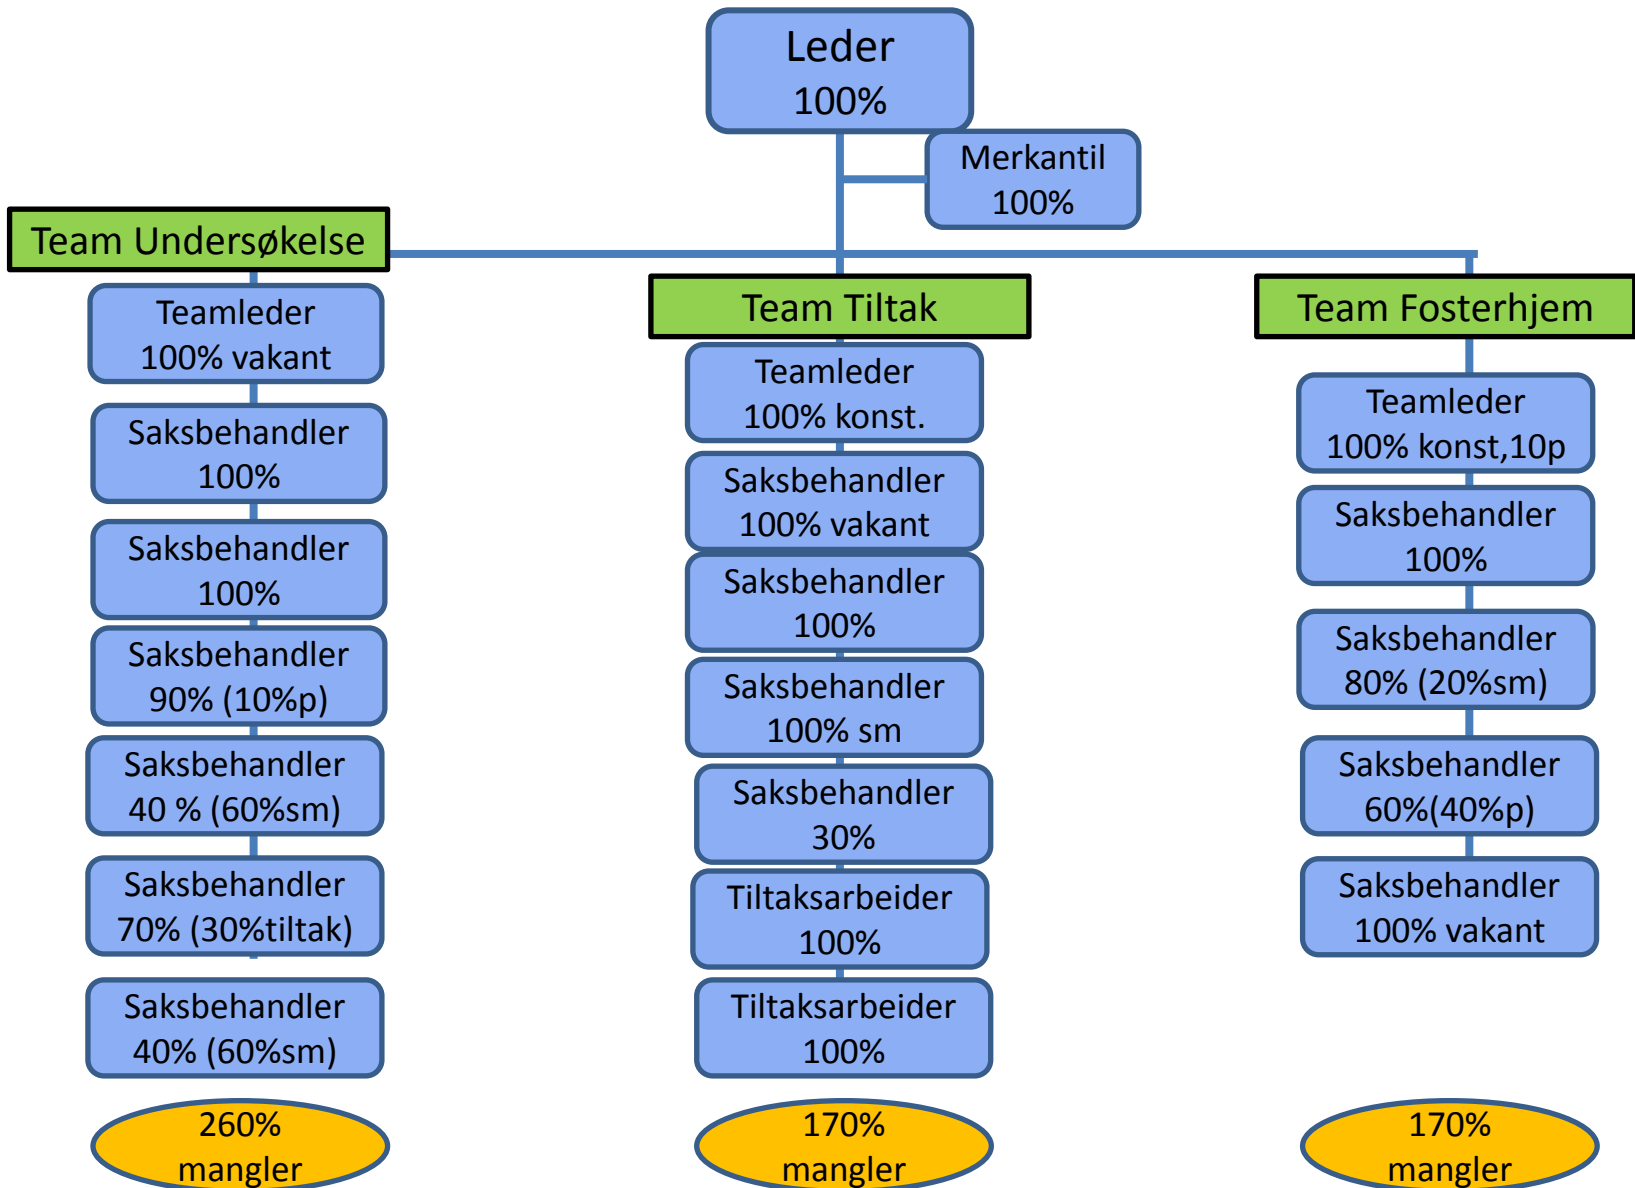 Leder
100%
Merkantil
100%
Team Undersøkelse
Teamleder
100% vakant
Saksbehandler
100%
Saksbehandler
100%
Saksbehandler
90% (10%p)
Saksbehandler
40 % (60%sm)
Saksbehandler
70% (30%tiltak)
Saksbehandler
40% (60%sm)
260%
mangler
Team Tiltak
Teamleder
100% konst.
Saksbehandler
100% vakant
Saksbehandler
100%
Saksbehandler
100% sm
Saksbehandler
30%
Tiltaksarbeider
100%
Tiltaksarbeider
100%
170%
mangler
Team Fosterhjem
Teamleder
100% konst,10p
Saksbehandler
100%
Saksbehandler
80% (20%sm)
Saksbehandler
60%(40%p)
Saksbehandler
100% vakant
170%
mangler